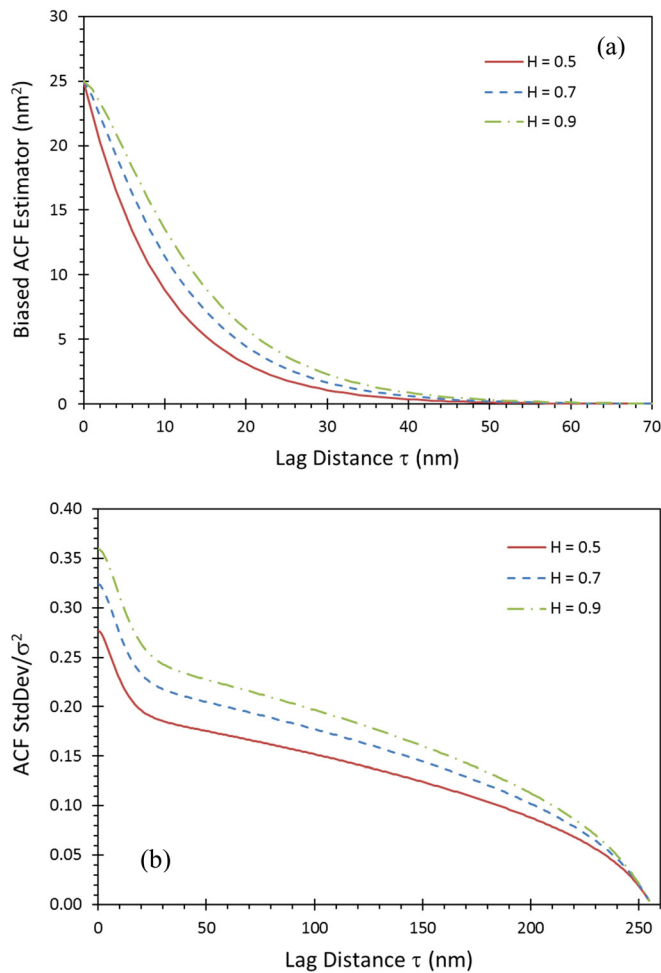 30
25
20
15
10
5
0
Biased ACF Estimator (nm²)
(a)
H = 0.5
H = 0.7
H = 0.9
0 10 20 30 40 50 60 70
Lag Distance τ (nm)
0.40
0.35
0.30
0.25
0.20
0.15
0.10
0.05
0.00
ACF StdDev/σ²
H = 0.5
H = 0.7
H = 0.9
(b)
0 50 100 150 200 250
Lag Distance τ (nm)